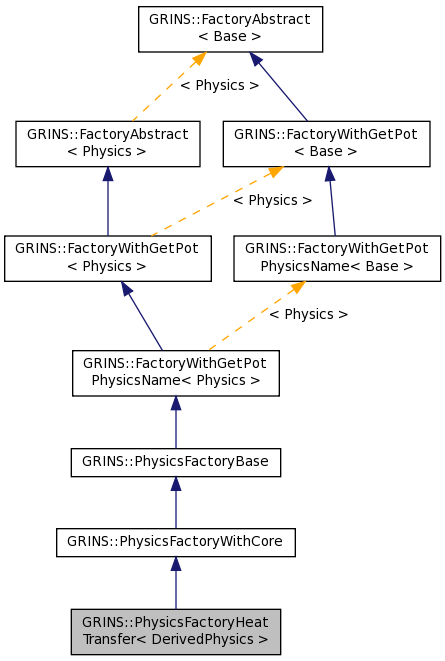 GRINS::FactoryAbstract
< Base >
< Physics >
GRINS::FactoryAbstract
< Physics >
GRINS::FactoryWithGetPot
< Base >
< Physics >
GRINS::FactoryWithGetPot
< Physics >
GRINS::FactoryWithGetPot
PhysicsName< Base >
< Physics >
GRINS::FactoryWithGetPot
PhysicsName< Physics >
GRINS::PhysicsFactoryBase
GRINS::PhysicsFactoryWithCore
GRINS::PhysicsFactoryHeat
Transfer< DerivedPhysics >